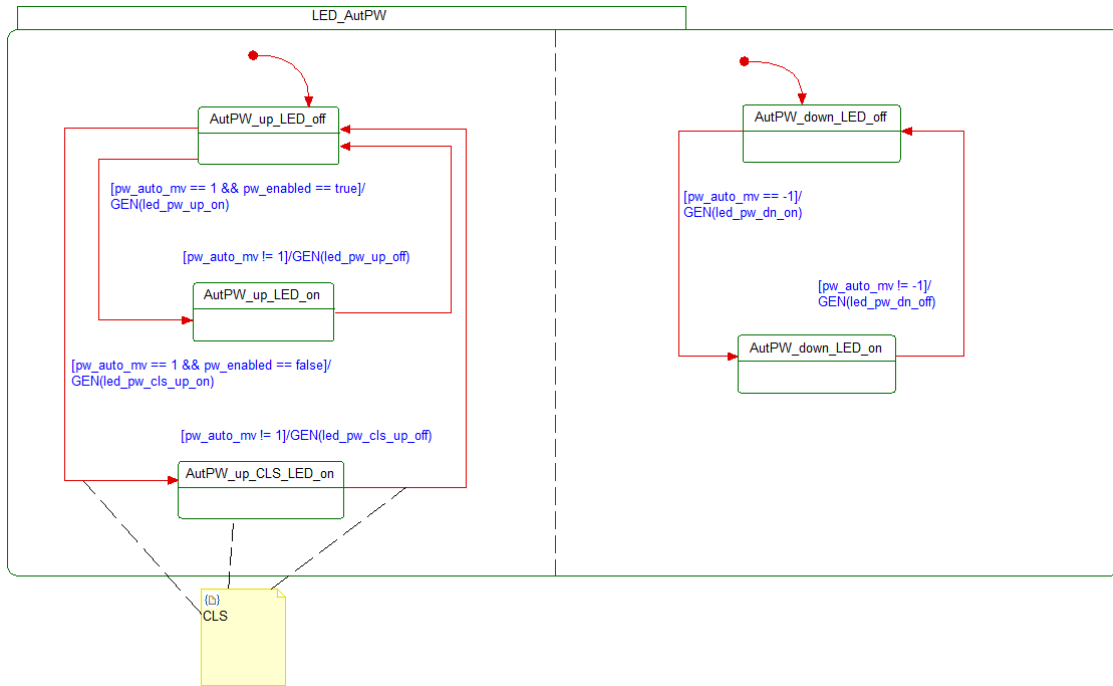 LED_AutPW
AutPW_up_LED_off
[pw_auto_mv == 1 && pw_enabled == true]/
GEN(led_pw_up_on)
[pw_auto_mv != 1]/GEN(led_pw_up_off)
AutPW_up_LED_on
[pw_auto_mv == 1 && pw_enabled == false]/
GEN(led_pw_cls_up_on)
[pw_auto_mv != 1]/GEN(led_pw_cls_up_off)
AutPW_up_CLS_LED_on
CLS
AutPW_down_LED_off
[pw_auto_mv == -1]/
GEN(led_pw_dn_on)
[pw_auto_mv != -1]/
GEN(led_pw_dn_off)
AutPW_down_LED_on